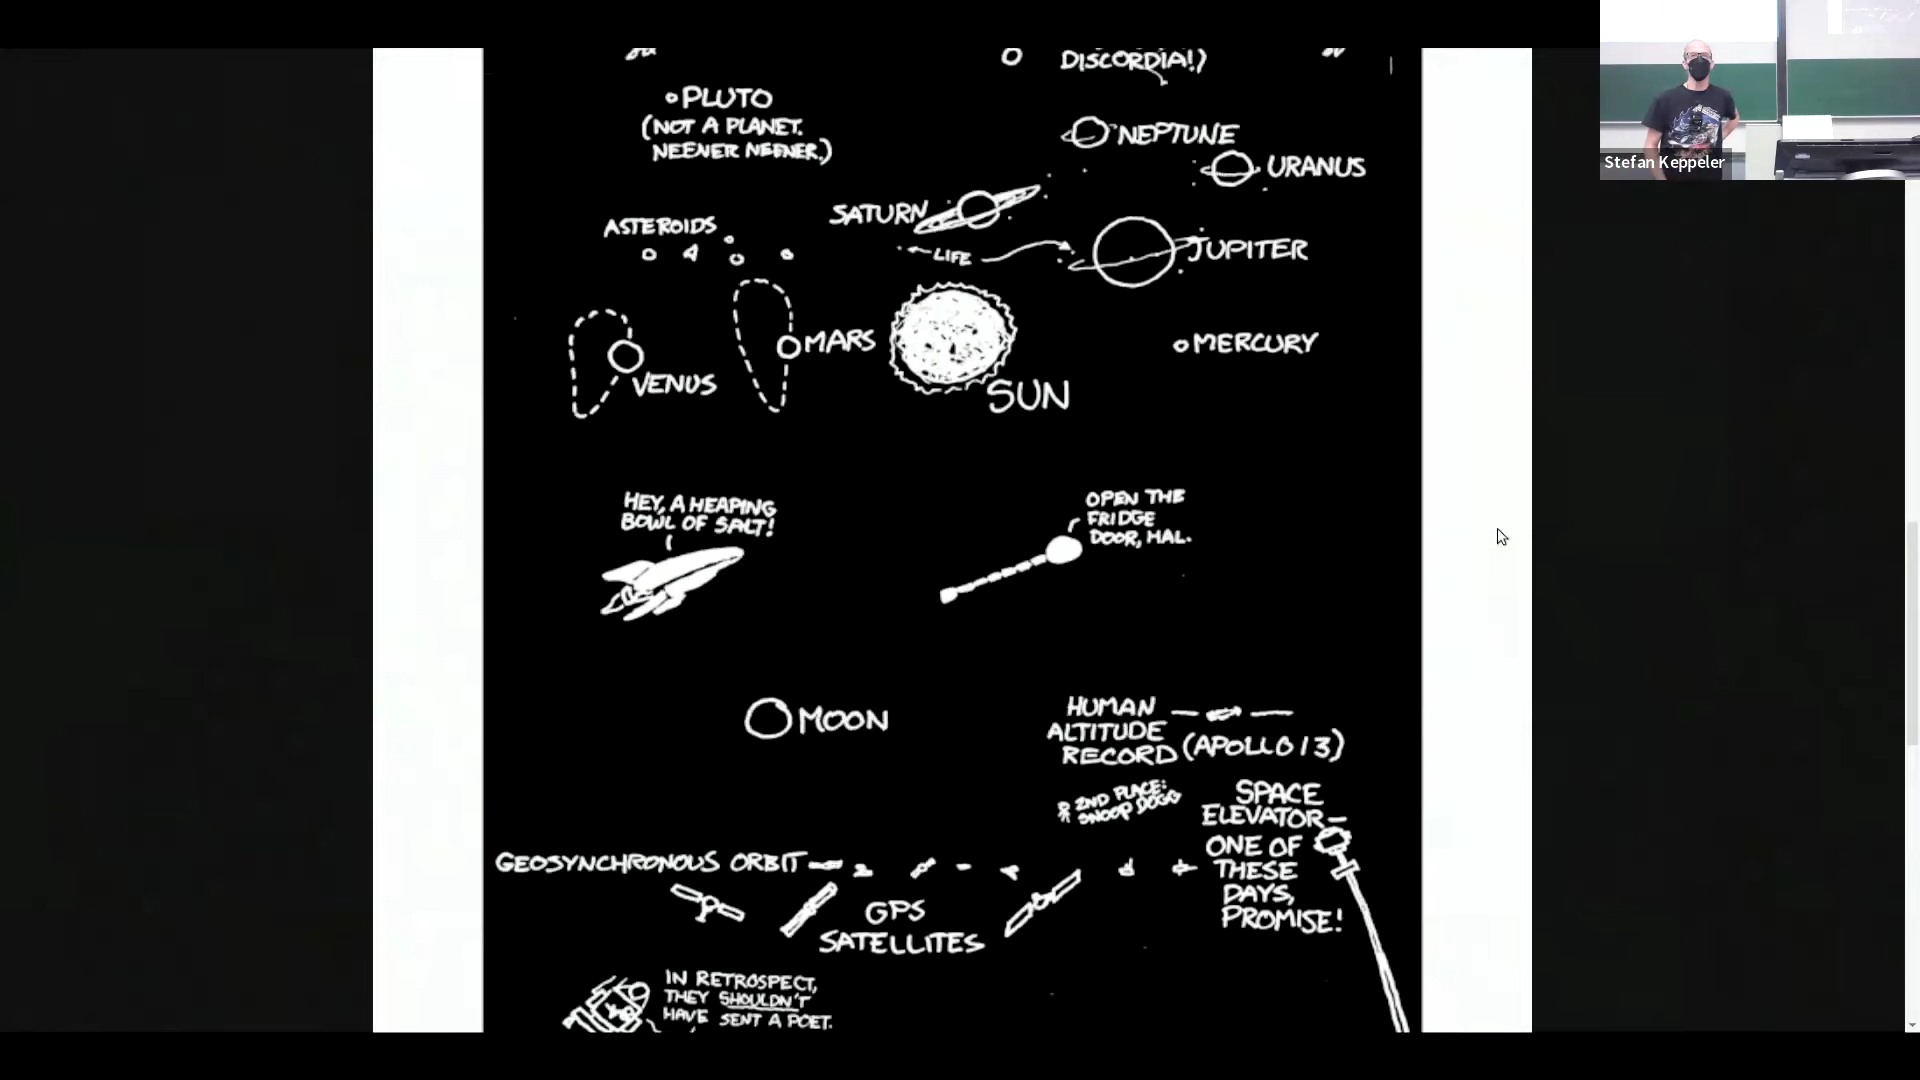 DISCORDIA!)
PLUTO
(NOT A PLANET.
NEENER NEENER.)
NEPTUNE
URANUS
SATURN
ASTEROIDS
LIFE
JUPITER
MARS
MERCURY
VENUS
SUN
HEY, A HEAPING
BOWL OF SALT!
OPEN THE
FRIDGE
DOOR, HAL.
MOON
HUMAN
ALTITUDE
RECORD (APOLLO 13)
2ND PLACE:
SNOOP DOGG
SPACE
ELEVATOR—
ONE OF
THESE
DAYS,
PROMISE!
GEOSYNCHRONOUS ORBIT
GPS
SATELLITES
IN RETROSPECT,
THEY SHOULDN'T
HAVE SENT A POET.
Stefan Keppeler